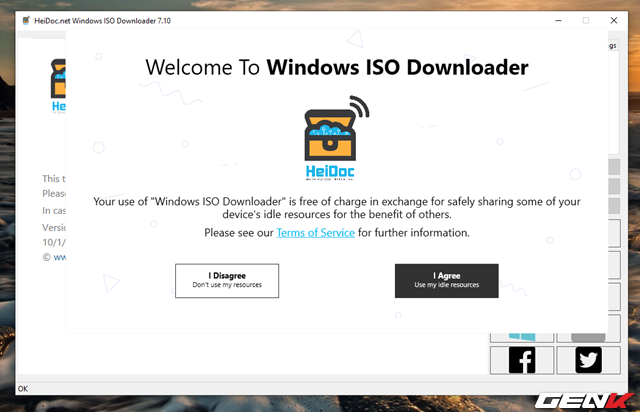 HeiDoc.net Windows ISO Downloader 7.10
Welcome To Windows ISO Downloader
HeiDoc
Your use of "Windows ISO Downloader" is free of charge in exchange for safely sharing some of your
device's idle resources for the benefit of others.
Please see our Terms of Service for further information.
I Disagree
Don't use my resources
I Agree
Use my idle resources
This t
Please
In cas
Versio
10/1/
© ww
OK
GENK